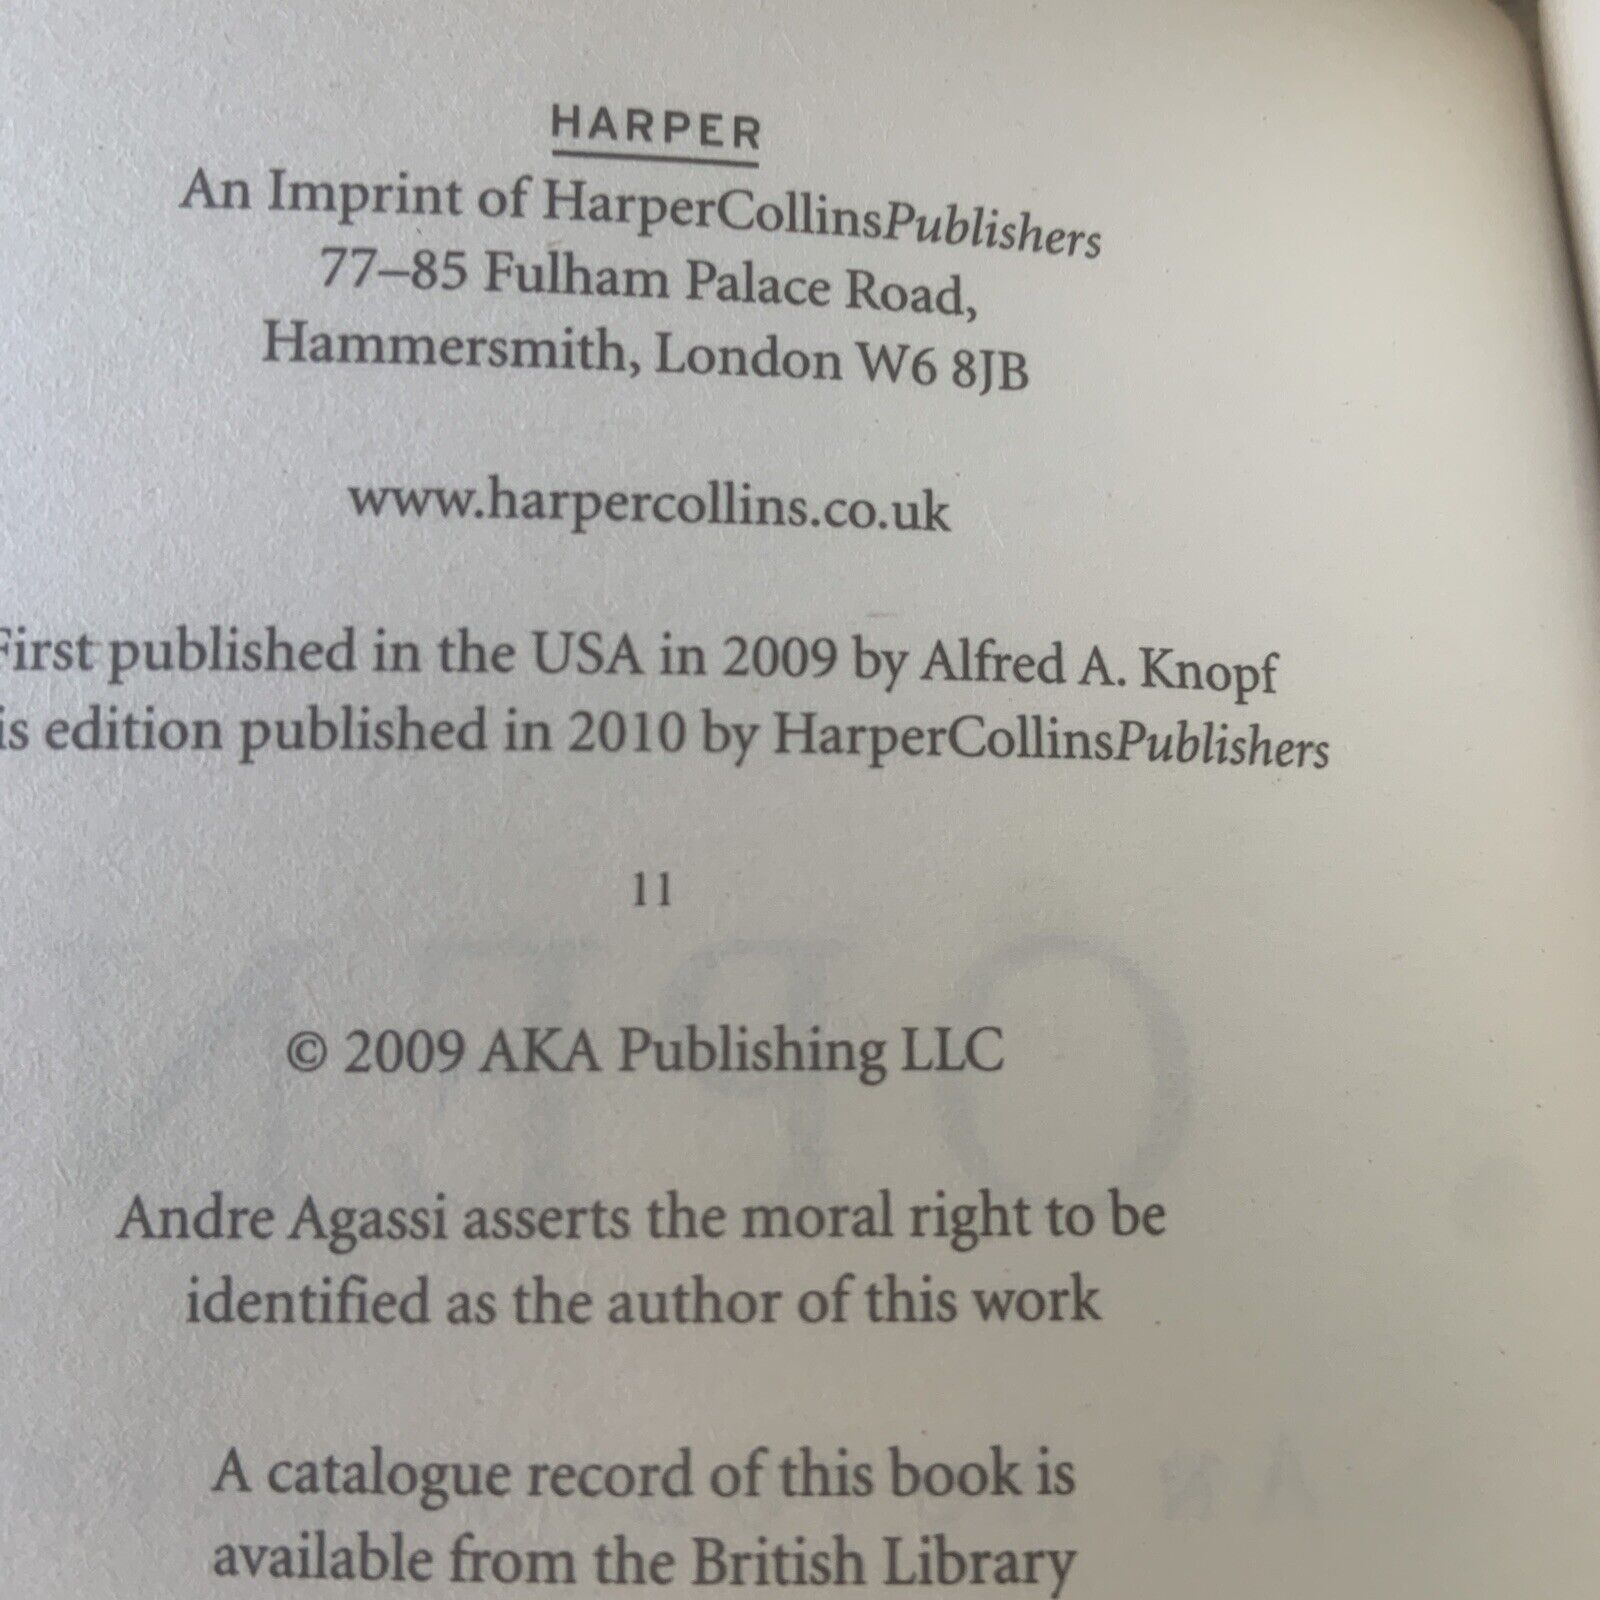 HARPER
An Imprint of HarperCollinsPublishers
77–85 Fulham Palace Road,
Hammersmith, London W6 8JB
www.harpercollins.co.uk
First published in the USA in 2009 by Alfred A. Knopf
is edition published in 2010 by HarperCollinsPublishers
11
© 2009 AKA Publishing LLC
Andre Agassi asserts the moral right to be
identified as the author of this work
A catalogue record of this book is
available from the British Library
OPEN